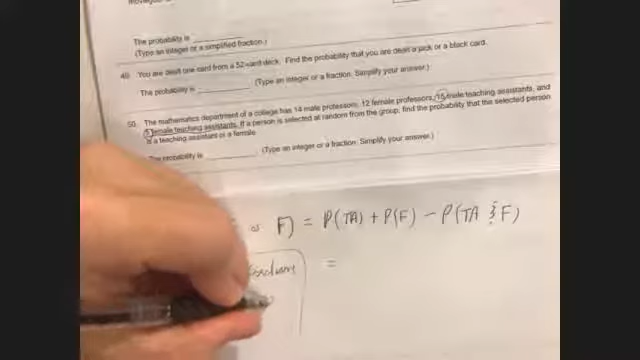 The probability is
(Type an integer or a simplified fraction.)
49. You are dealt one card from a 52-card deck. Find the probability that you are dealt a jack or a black card.
The probability is (Type an integer or a fraction. Simplify your answer.)
50. The mathematics department of a college has 14 male professors, 12 female professors, 15 male teaching assistants, and
female teaching assistants. If a person is selected at random from the group, find the probability that the selected person
is a teaching assistant or a female.
The probability is (Type an integer or a fraction. Simplify your answer.)
or F) = P(TA) + P(F) − P(TA & F)
=